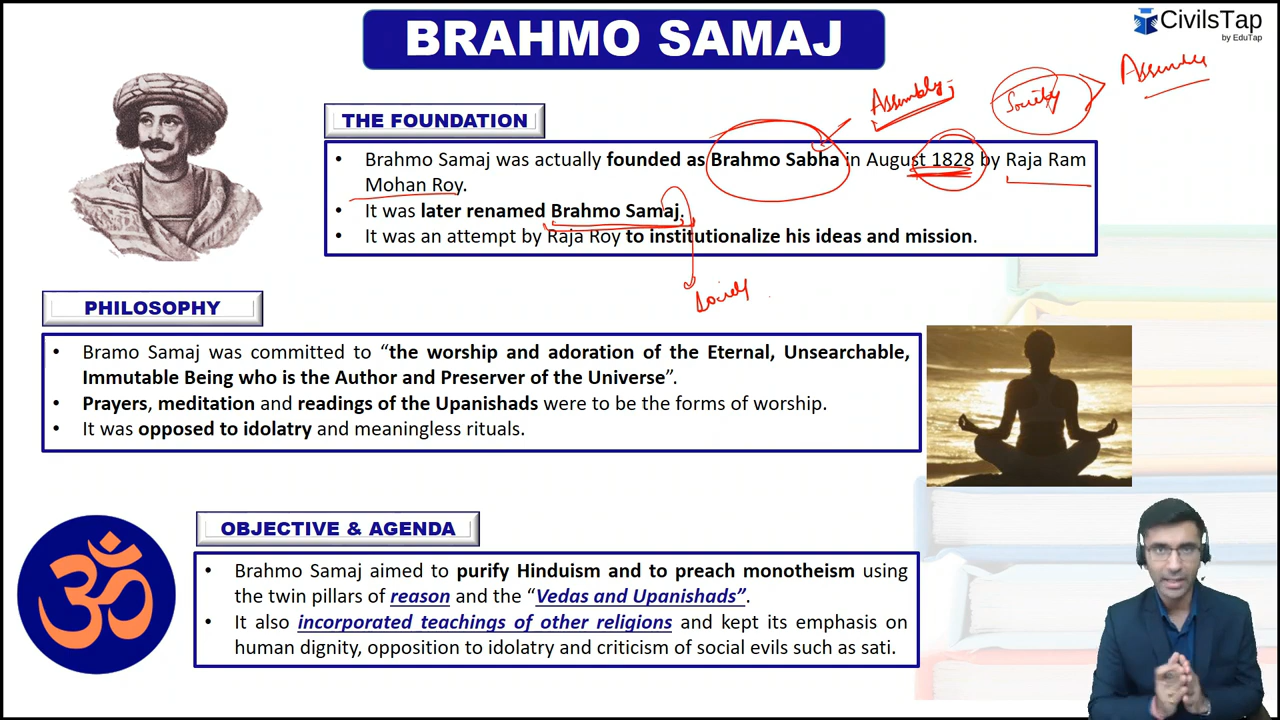 BRAHMO SAMAJ
CivilsTap
by EduTap
Assembly
Society
THE FOUNDATION
• Brahmo Samaj was actually founded as Brahmo Sabha in August 1828 by Raja Ram
Mohan Roy.
• It was later renamed Brahmo Samaj.
• It was an attempt by Raja Roy to institutionalize his ideas and mission.
Society
PHILOSOPHY
• Bramo Samaj was committed to “the worship and adoration of the Eternal, Unsearchable,
Immutable Being who is the Author and Preserver of the Universe”.
• Prayers, meditation and readings of the Upanishads were to be the forms of worship.
• It was opposed to idolatry and meaningless rituals.
OBJECTIVE & AGENDA
• Brahmo Samaj aimed to purify Hinduism and to preach monotheism using
the twin pillars of reason and the “Vedas and Upanishads”.
• It also incorporated teachings of other religions and kept its emphasis on
human dignity, opposition to idolatry and criticism of social evils such as sati.
ॐ